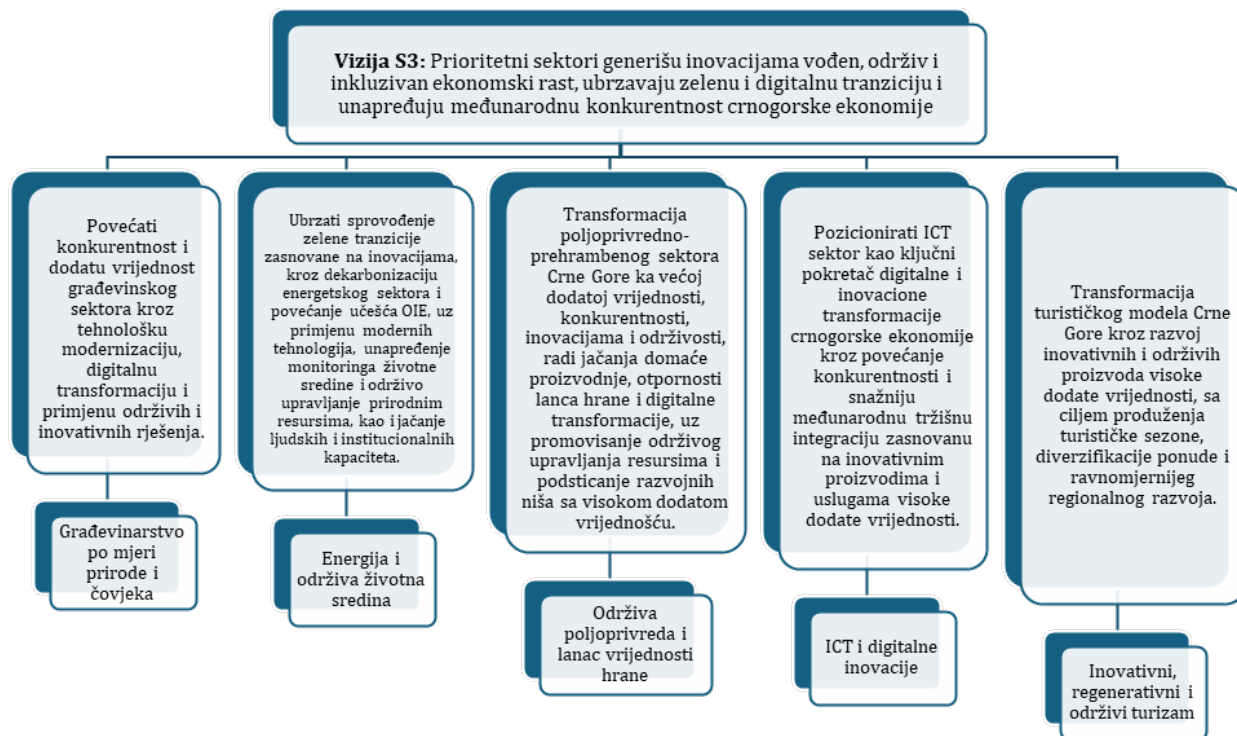 Vizija S3: Prioritetni sektori generišu inovacijama vođen, održiv i
inkluzivan ekonomski rast, ubrzavaju zelenu i digitalnu tranziciju i
unapređuju međunarodnu konkurentnost crnogorske ekonomije
Povećati
konkurentnost i
dodatu vrijednost
građevinskog
sektora kroz
tehnološku
modernizaciju,
digitalnu
transformaciju i
primjenu održivih i
inovativnih rješenja.
Građevinarstvo
po mjeri
prirode i
čovjeka
Ubrzati sprovođenje
zelene tranzicije
zasnovane na inovacijama,
kroz dekarbonizaciju
energetskog sektora i
povećanje učešća OIE, uz
primjenu modernih
tehnologija, unapređenje
monitoringa životne
sredine i održivo
upravljanje prirodnim
resursima, kao i jačanje
ljudskih i institucionalnih
kapaciteta.
Energija i
održiva životna
sredina
Transformacija
poljoprivredno-
prehrambenog sektora
Crne Gore ka većoj
dodatoj vrijednosti,
konkurentnosti,
inovacijama i održivosti,
radi jačanja domaće
proizvodnje, otpornosti
lanca hrane i digitalne
transformacije, uz
promovisanje održivog
upravljanja resursima i
podsticanje razvojnih
niša sa visokom dodatom
vrijednošću.
Održiva
poljoprivreda i
lanac vrijednosti
hrane
Pozicionirati ICT
sektor kao ključni
pokretač digitalne i
inovacione
transformacije
crnogorske ekonomije
kroz povećanje
konkurentnosti i
snažniju
međunarodnu tržišnu
integraciju zasnovanu
na inovativnim
proizvodima i
uslugama visoke
dodate vrijednosti.
ICT i digitalne
inovacije
Transformacija
turističkog modela Crne
Gore kroz razvoj
inovativnih i održivih
proizvoda visoke
dodate vrijednosti, sa
ciljem produženja
turističke sezone,
diverzifikacije ponude i
ravnomjernijeg
regionalnog razvoja.
Inovativni,
regenerativni i
održivi turizam